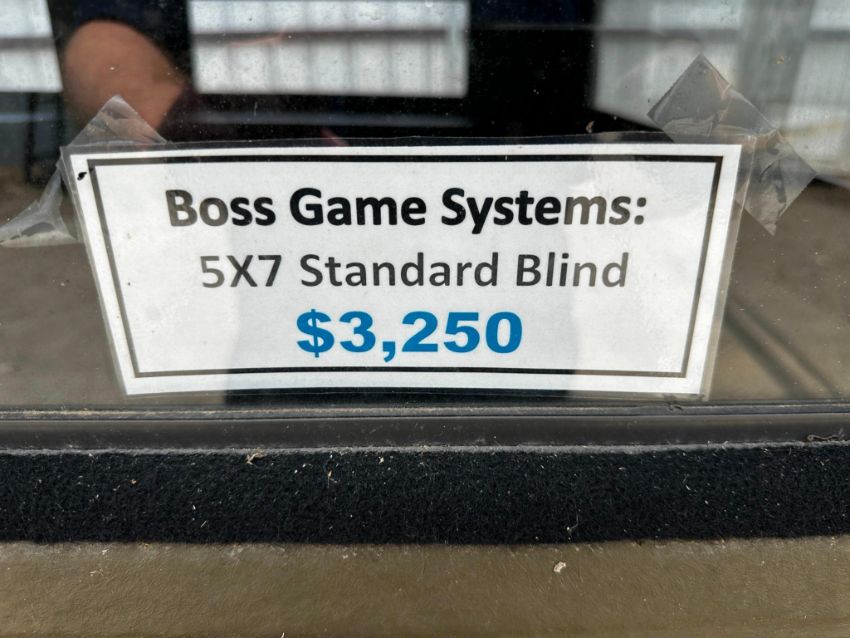 Boss Game Systems:
5X7 Standard Blind
$3,250